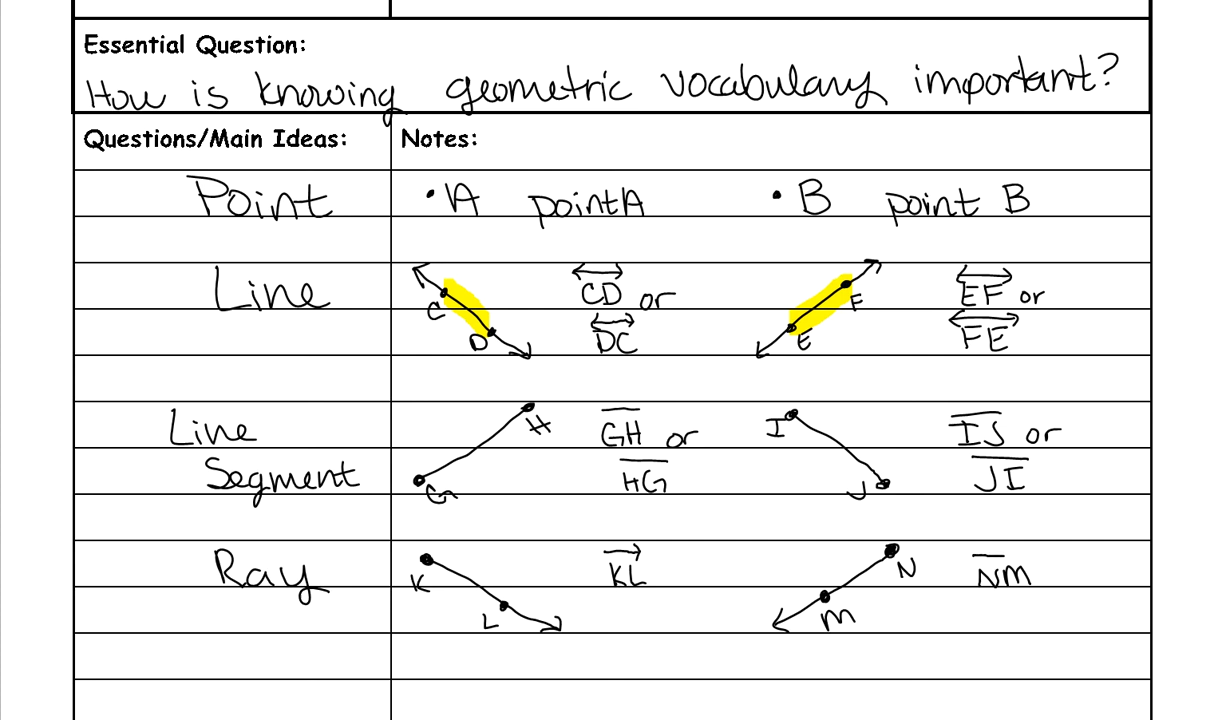 Essential Question:
How is knowing geometric vocabulary important?
Questions/Main Ideas: Notes:
Point •A point A •B point B
Line C D CD or F E EF or
DC FE
Line H GH or I IJ or
Segment G HG J JI
Ray K L KL N M NM